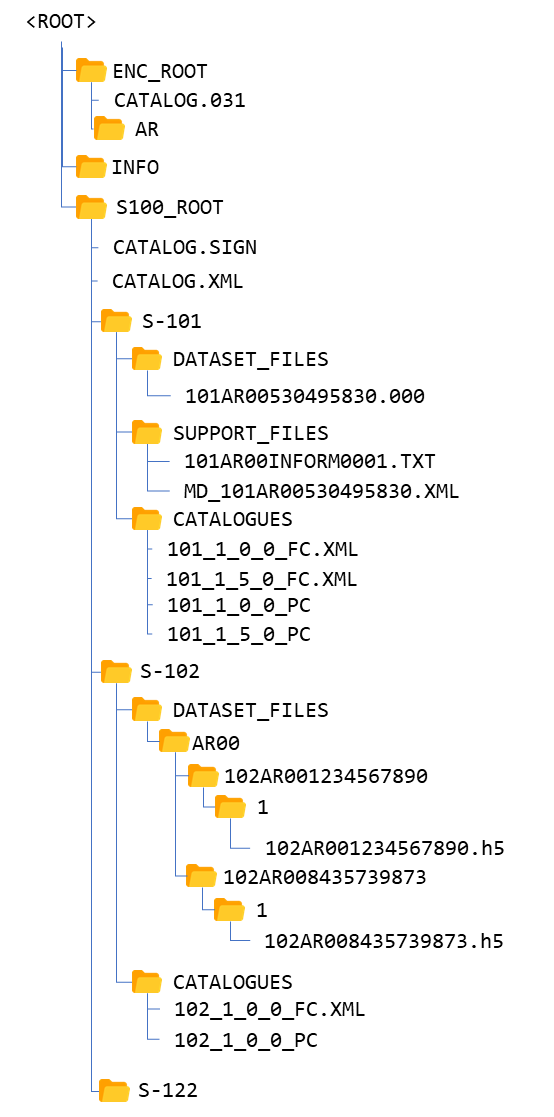 <ROOT>
ENC_ROOT
CATALOG.031
AR
INFO
S100_ROOT
CATALOG.SIGN
CATALOG.XML
S-101
DATASET_FILES
101AR00530495830.000
SUPPORT_FILES
101AR00INFORM0001.TXT
MD_101AR00530495830.XML
CATALOGUES
101_1_0_0_FC.XML
101_1_5_0_FC.XML
101_1_0_0_PC
101_1_5_0_PC
S-102
DATASET_FILES
AR00
102AR001234567890
1
102AR001234567890.h5
102AR008435739873
1
102AR008435739873.h5
CATALOGUES
102_1_0_0_FC.XML
102_1_0_0_PC
S-122